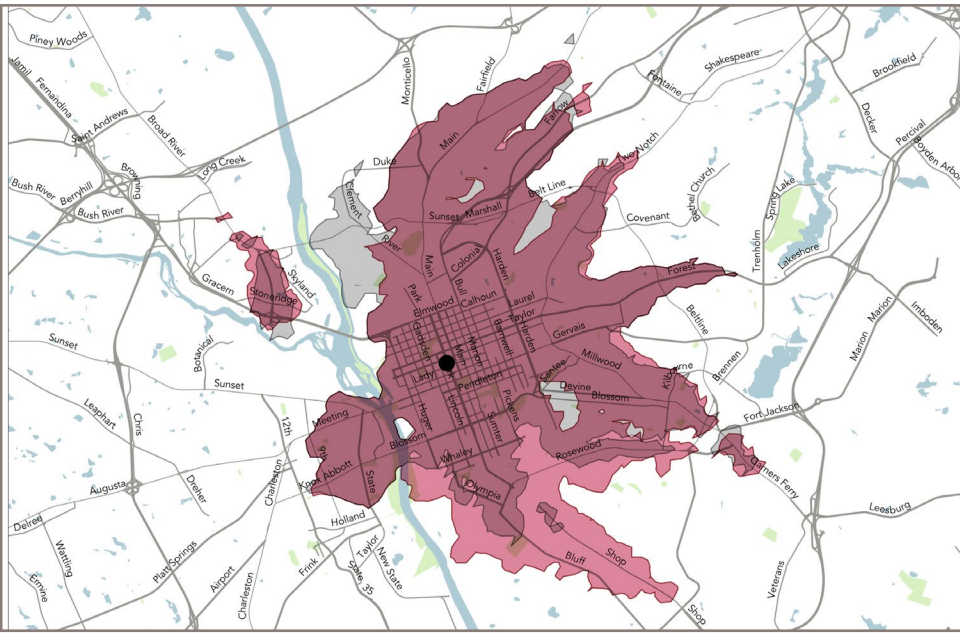 Piney Woods
Jamil
Fernandina
Saint Andrews
Broad River
Browning
Long Creek
Bush River
Berryhill
Bush River
Monticello
Fairfield
Main
Farrow
Fontaine
Shakespeare
Brookfield
Decker
Percival
Boyden Arbor
Duke
Clement
River
Sunset
Marshall
Belt Line
Two Notch
Covenant
Bethel Church
Spring Lake
Trenholm
Lakeshore
Forest
Beltline
Imboden
Marion
Marion
Gracern
Skyland
Stoneridge
Botanical
Main
Colonial
Bull
Harden
Park
Elmwood
Calhoun
Laurel
Taylor
Gadsden
Main
Marion
Barnwell
Harden
Gervais
Millwood
Santee
Devine
Blossom
Kilbourne
Brennen
Fort Jackson
Lady
Park
Pendleton
Pickens
Huger
Lincoln
Sumter
Sunset
Sunset
Leaphart
Chris
12th
Charleston
Meeting
9th
Knox Abbott
State
Blossom
Whaley
Rosewood
Garners Ferry
Leesburg
Augusta
Dreher
Olympia
Delree
Wattling
Ermine
Platt Springs
Airport
Charleston
Holland
Frink
Taylor
State 35
New State
Bluff
Shop
Shop
Veterans